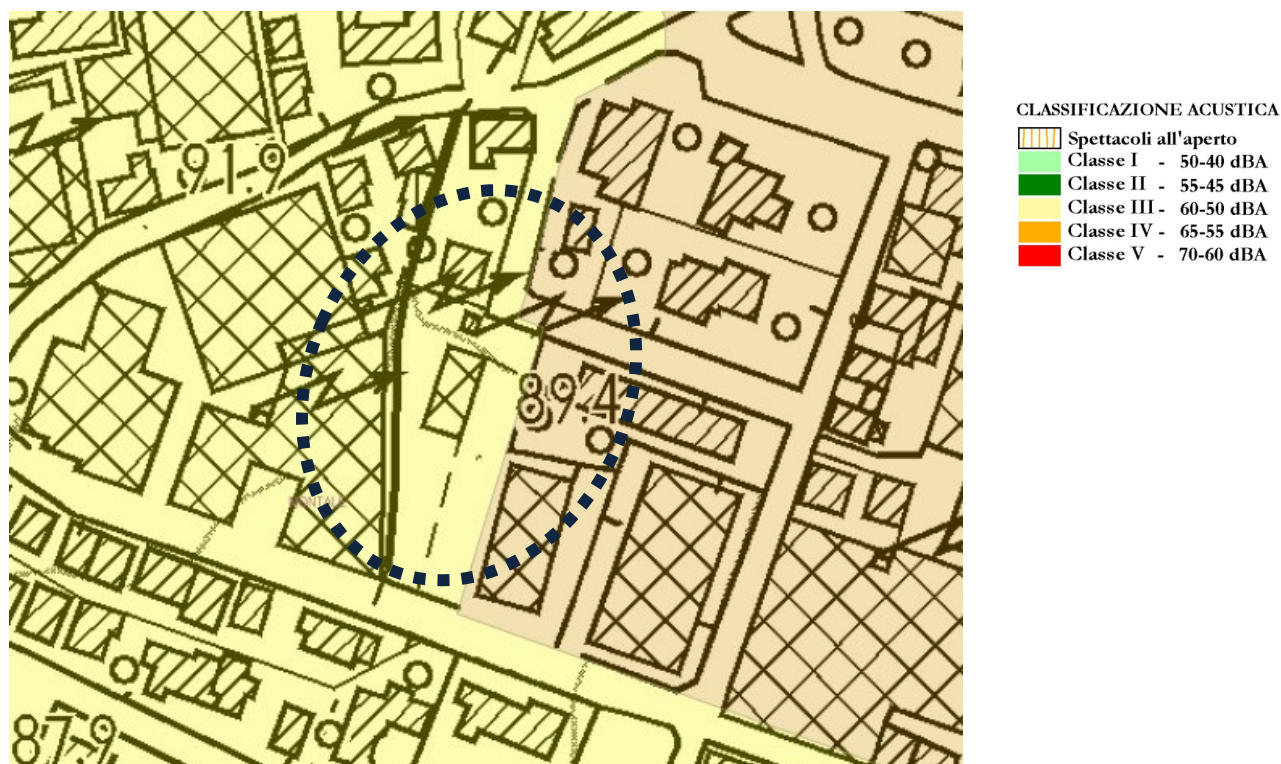 91.9
89.4
87.9
CLASSIFICAZIONE ACUSTICA
Spettacoli all'aperto
Classe I - 50-40 dBA
Classe II - 55-45 dBA
Classe III - 60-50 dBA
Classe IV - 65-55 dBA
Classe V - 70-60 dBA